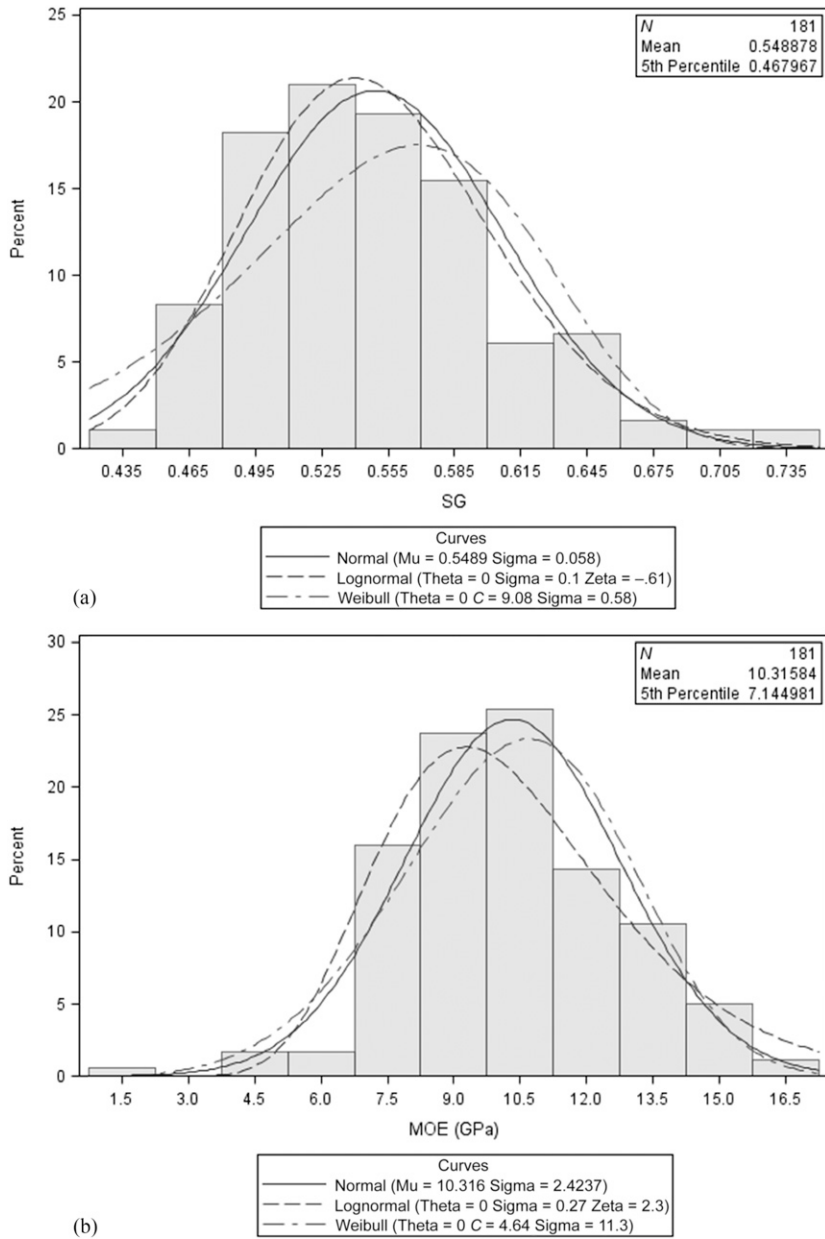 N 181
Mean 0.548878
5th Percentile 0.467967
25
20
15
10
5
0
Percent
0.435 0.465 0.495 0.525 0.555 0.585 0.615 0.645 0.675 0.705 0.735
SG
Curves
Normal (Mu = 0.5489 Sigma = 0.058)
Lognormal (Theta = 0 Sigma = 0.1 Zeta = –.61)
Weibull (Theta = 0 C = 9.08 Sigma = 0.58)
(a)
N 181
Mean 10.31584
5th Percentile 7.144981
30
25
20
15
10
5
0
Percent
1.5 3.0 4.5 6.0 7.5 9.0 10.5 12.0 13.5 15.0 16.5
MOE (GPa)
Curves
Normal (Mu = 10.316 Sigma = 2.4237)
Lognormal (Theta = 0 Sigma = 0.27 Zeta = 2.3)
Weibull (Theta = 0 C = 4.64 Sigma = 11.3)
(b)